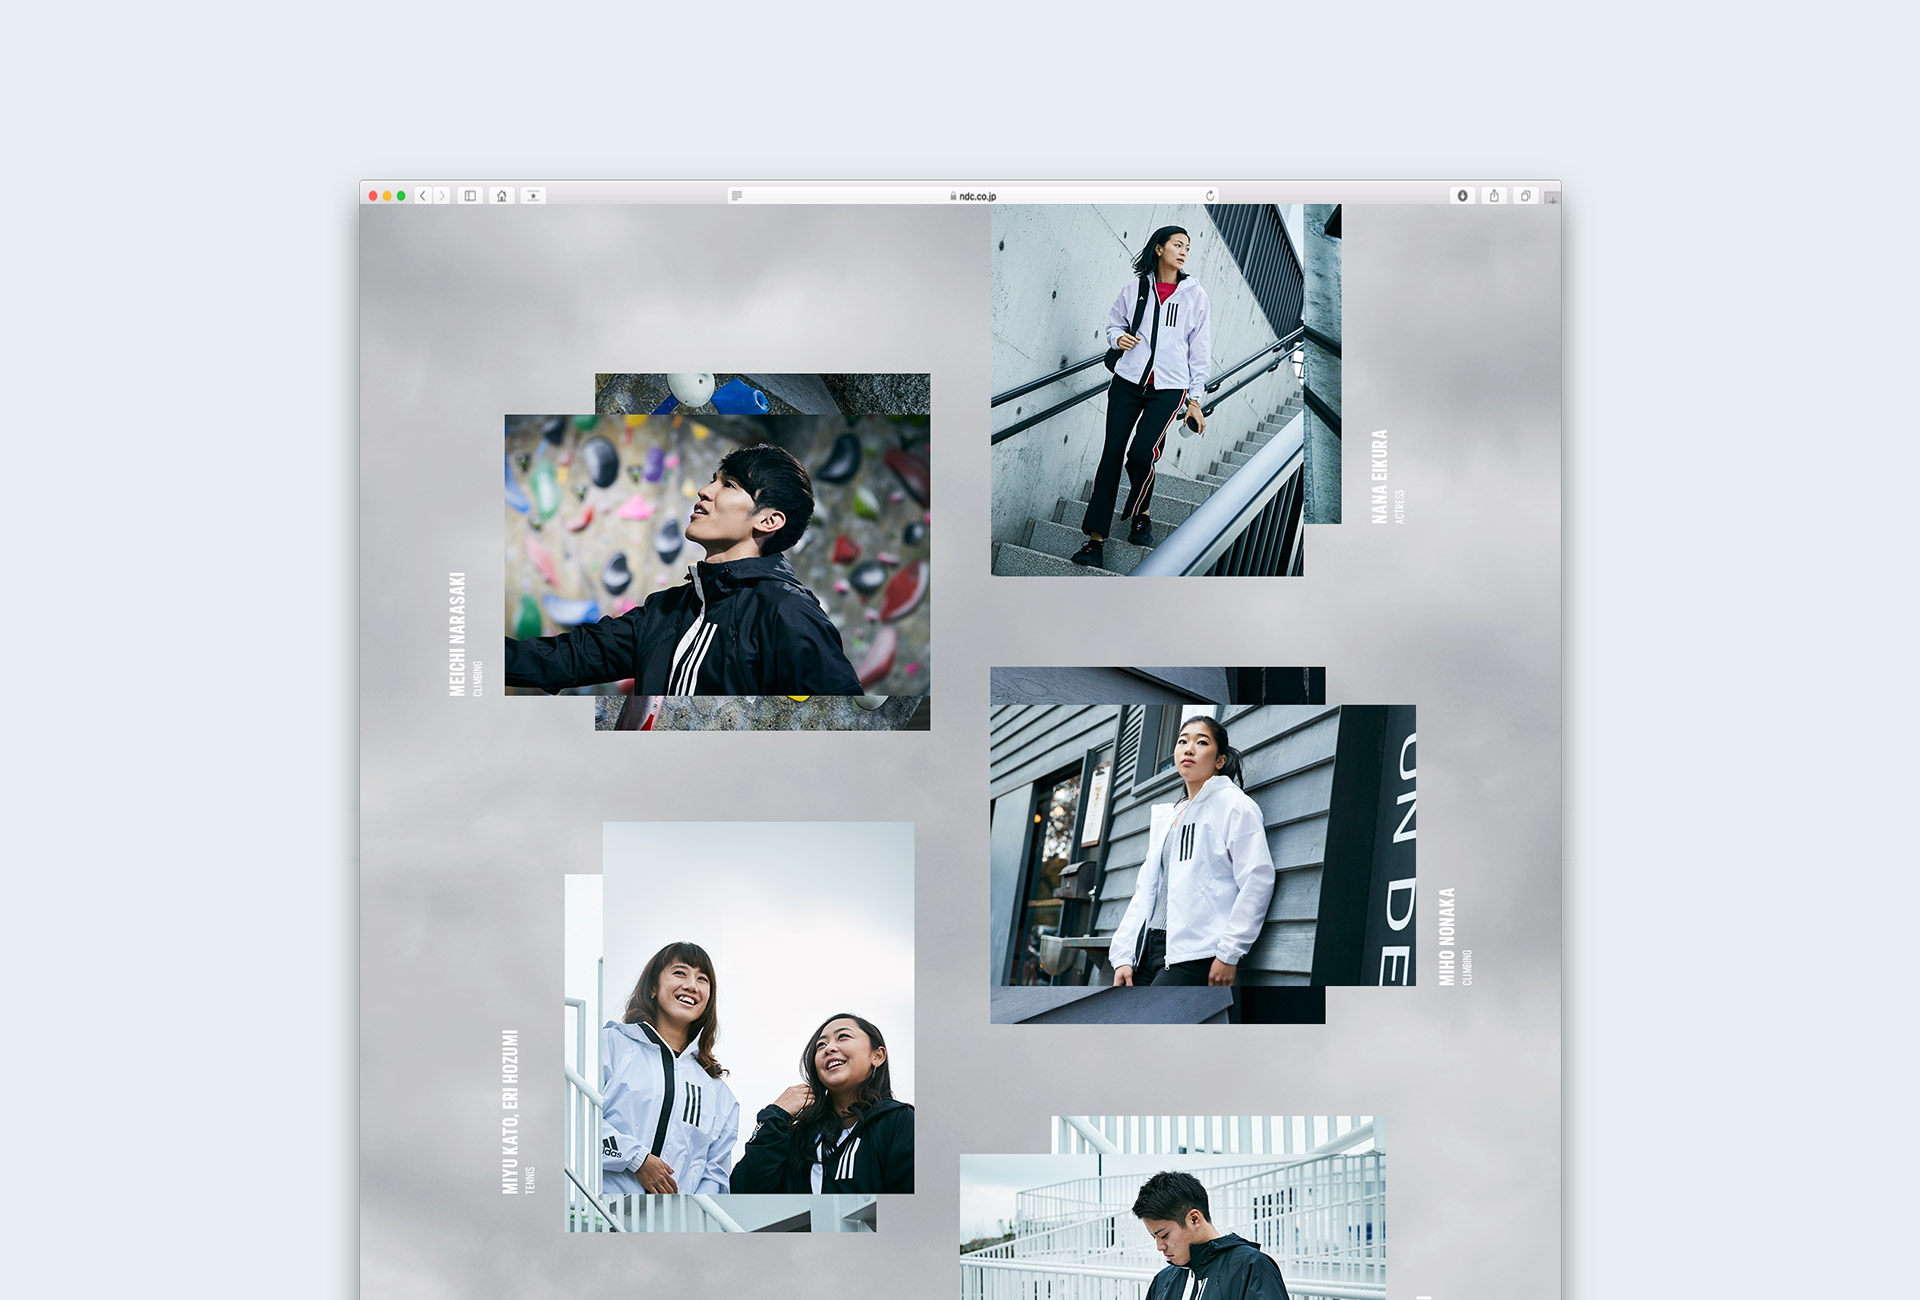 ndc.co.jp
NANA EIKURA
ACTRESS
MEICHI NARASAKI
CLIMBING
UN DE
MIHO NONAKA
CLIMBING
MIYU KATO, ERI HOZUMI
TENNIS